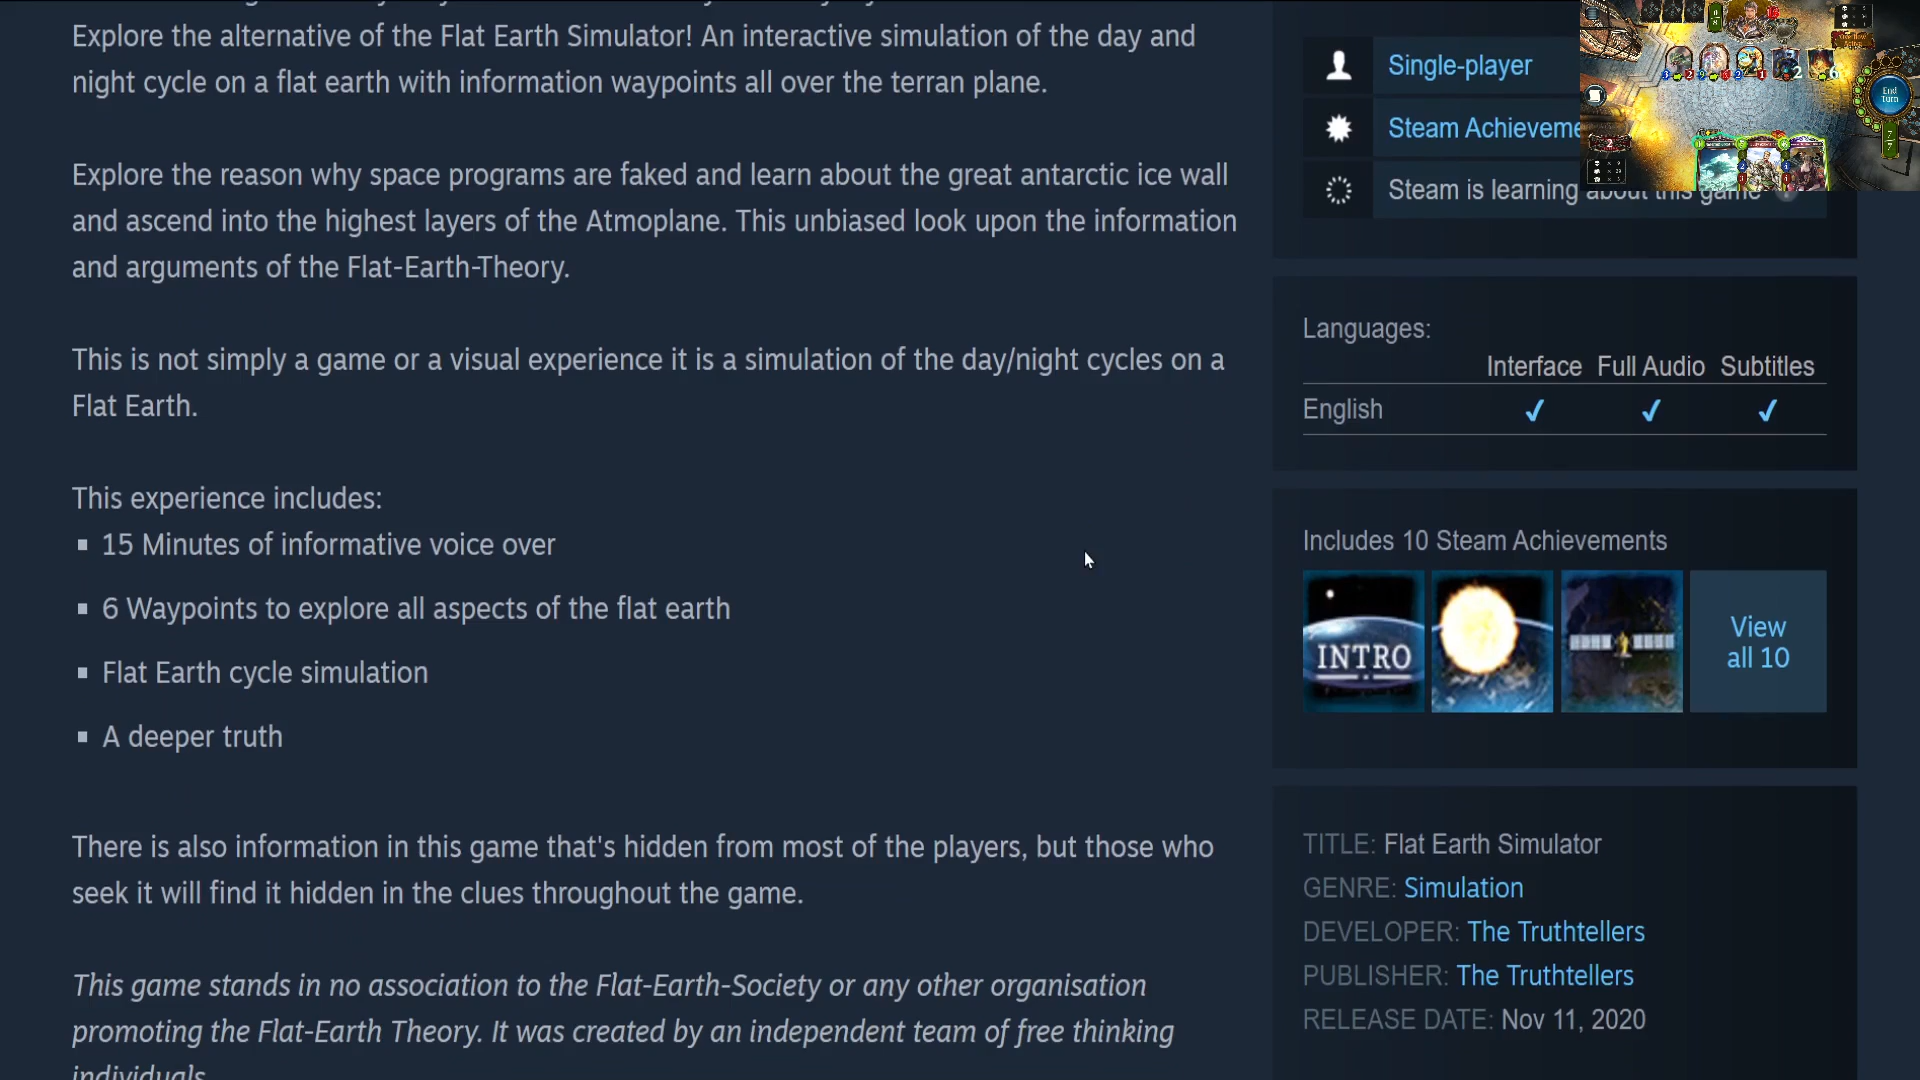 Explore the alternative of the Flat Earth Simulator! An interactive simulation of the day and
night cycle on a flat earth with information waypoints all over the terran plane.
Explore the reason why space programs are faked and learn about the great antarctic ice wall
and ascend into the highest layers of the Atmoplane. This unbiased look upon the information
and arguments of the Flat-Earth-Theory.
This is not simply a game or a visual experience it is a simulation of the day/night cycles on a
Flat Earth.
This experience includes:
15 Minutes of informative voice over
6 Waypoints to explore all aspects of the flat earth
Flat Earth cycle simulation
A deeper truth
There is also information in this game that's hidden from most of the players, but those who
seek it will find it hidden in the clues throughout the game.
This game stands in no association to the Flat-Earth-Society or any other organisation
promoting the Flat-Earth Theory. It was created by an independent team of free thinking
individuals
Single-player
Steam Achieveme
Steam is learning about this game
End
Turn
7
7
2
Languages:
Interface Full Audio Subtitles
English
Includes 10 Steam Achievements
INTRO
View
all 10
TITLE: Flat Earth Simulator
GENRE: Simulation
DEVELOPER: The Truthtellers
PUBLISHER: The Truthtellers
RELEASE DATE: Nov 11, 2020